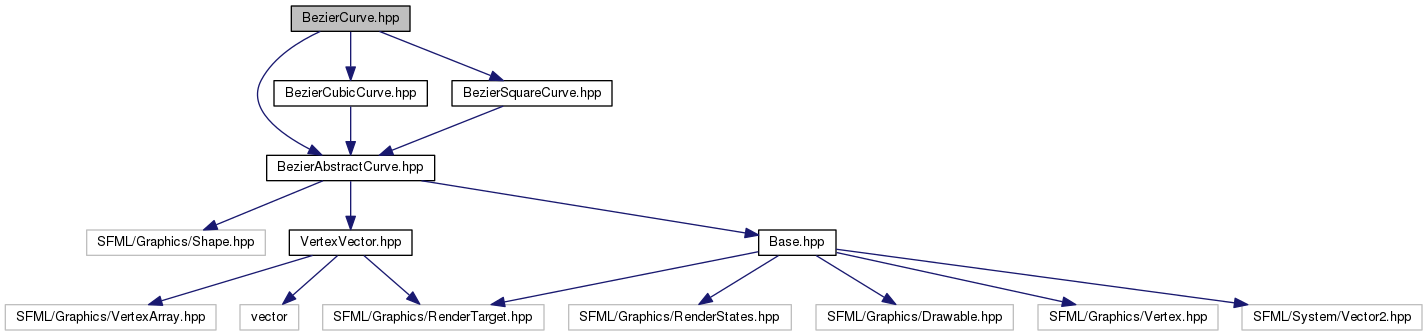 BezierCurve.hpp
BezierCubicCurve.hpp
BezierSquareCurve.hpp
BezierAbstractCurve.hpp
SFML/Graphics/Shape.hpp
VertexVector.hpp
Base.hpp
SFML/Graphics/VertexArray.hpp
vector
SFML/Graphics/RenderTarget.hpp
SFML/Graphics/RenderStates.hpp
SFML/Graphics/Drawable.hpp
SFML/Graphics/Vertex.hpp
SFML/System/Vector2.hpp